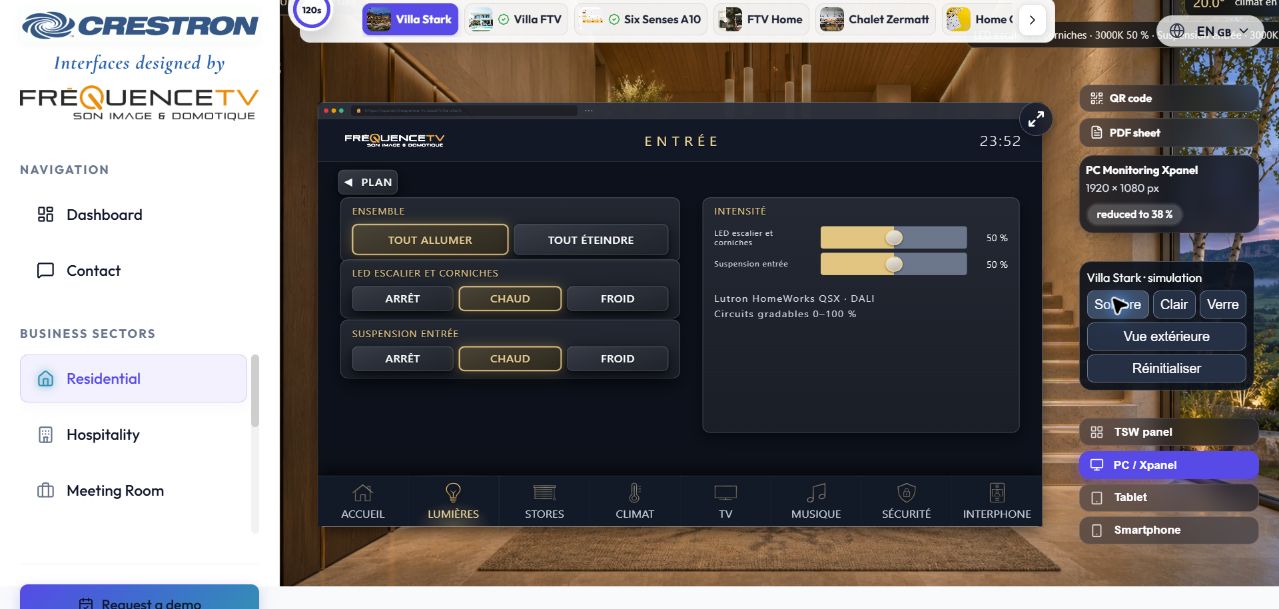 CRESTRON
Interfaces designed by
FRÉQUENCETV
SON IMAGE & DOMOTIQUE
NAVIGATION
Dashboard
Contact
BUSINESS SECTORS
Residential
Hospitality
Meeting Room
Request a demo
120s
Villa Stark
Villa FTV
Six Senses A10
FTV Home
Chalet Zermatt
Home
20.0°
climat en
corniches · 3000K 50 % ·
3000K
EN GB
FRÉQUENCETV
SON IMAGE & DOMOTIQUE
ENTRÉE
23:52
PLAN
ENSEMBLE
TOUT ALLUMER
TOUT ÉTEINDRE
LED ESCALIER ET CORNICHES
ARRÊT
CHAUD
FROID
SUSPENSION ENTRÉE
ARRÊT
CHAUD
FROID
INTENSITÉ
LED escalier et
corniches
50 %
Suspension entrée
50 %
Lutron HomeWorks QSX · DALI
Circuits gradables 0–100 %
ACCUEIL
LUMIÈRES
STORES
CLIMAT
TV
MUSIQUE
SÉCURITÉ
INTERPHONE
QR code
PDF sheet
PC Monitoring Xpanel
1920 × 1080 px
reduced to 38 %
Villa Stark · simulation
Clair
Verre
Vue extérieure
Réinitialiser
TSW panel
PC / Xpanel
Tablet
Smartphone